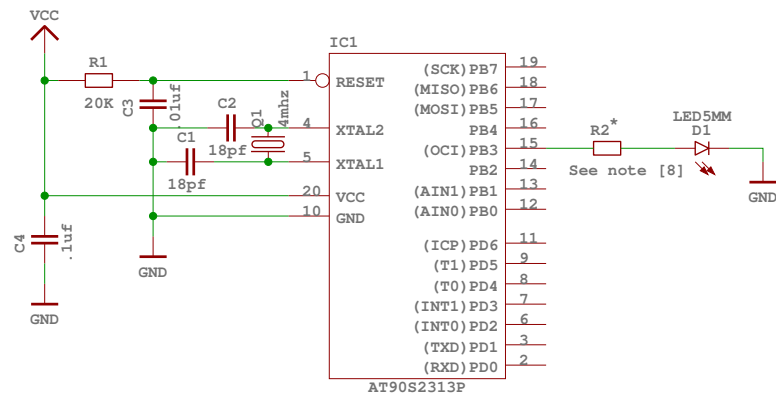 VCC
IC1
R1
20K
C3
.01uf
C2
18pf
Q1
4mhz
C1
18pf
1
RESET
4
XTAL2
5
XTAL1
20
VCC
10
GND
C4
.1uf
GND
GND
(SCK)PB7 19
(MISO)PB6 18
(MOSI)PB5 17
PB4 16
(OCI)PB3 15
PB2 14
(AIN1)PB1 13
(AIN0)PB0 12
(ICP)PD6 11
(T1)PD5 9
(T0)PD4 8
(INT1)PD3 7
(INT0)PD2 6
(TXD)PD1 3
(RXD)PD0 2
AT90S2313P
R2*
See note [8]
LED5MM
D1
GND